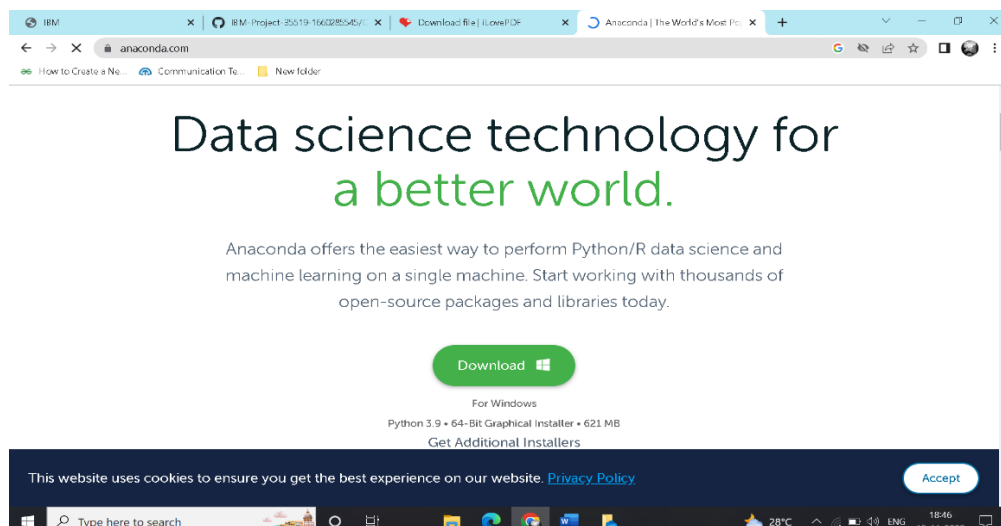 IBM
IBM-Project-35519-1660285545/
Download file | iLovePDF
Anaconda | The World's Most Po
anaconda.com
How to Create a Ne...
Communication Te...
New folder
Data science technology for
a better world.
Anaconda offers the easiest way to perform Python/R data science and
machine learning on a single machine. Start working with thousands of
open-source packages and libraries today.
Download
For Windows
Python 3.9 • 64-Bit Graphical Installer • 621 MB
Get Additional Installers
This website uses cookies to ensure you get the best experience on our website. Privacy Policy
Accept
Type here to search
28°C
ENG
18:46